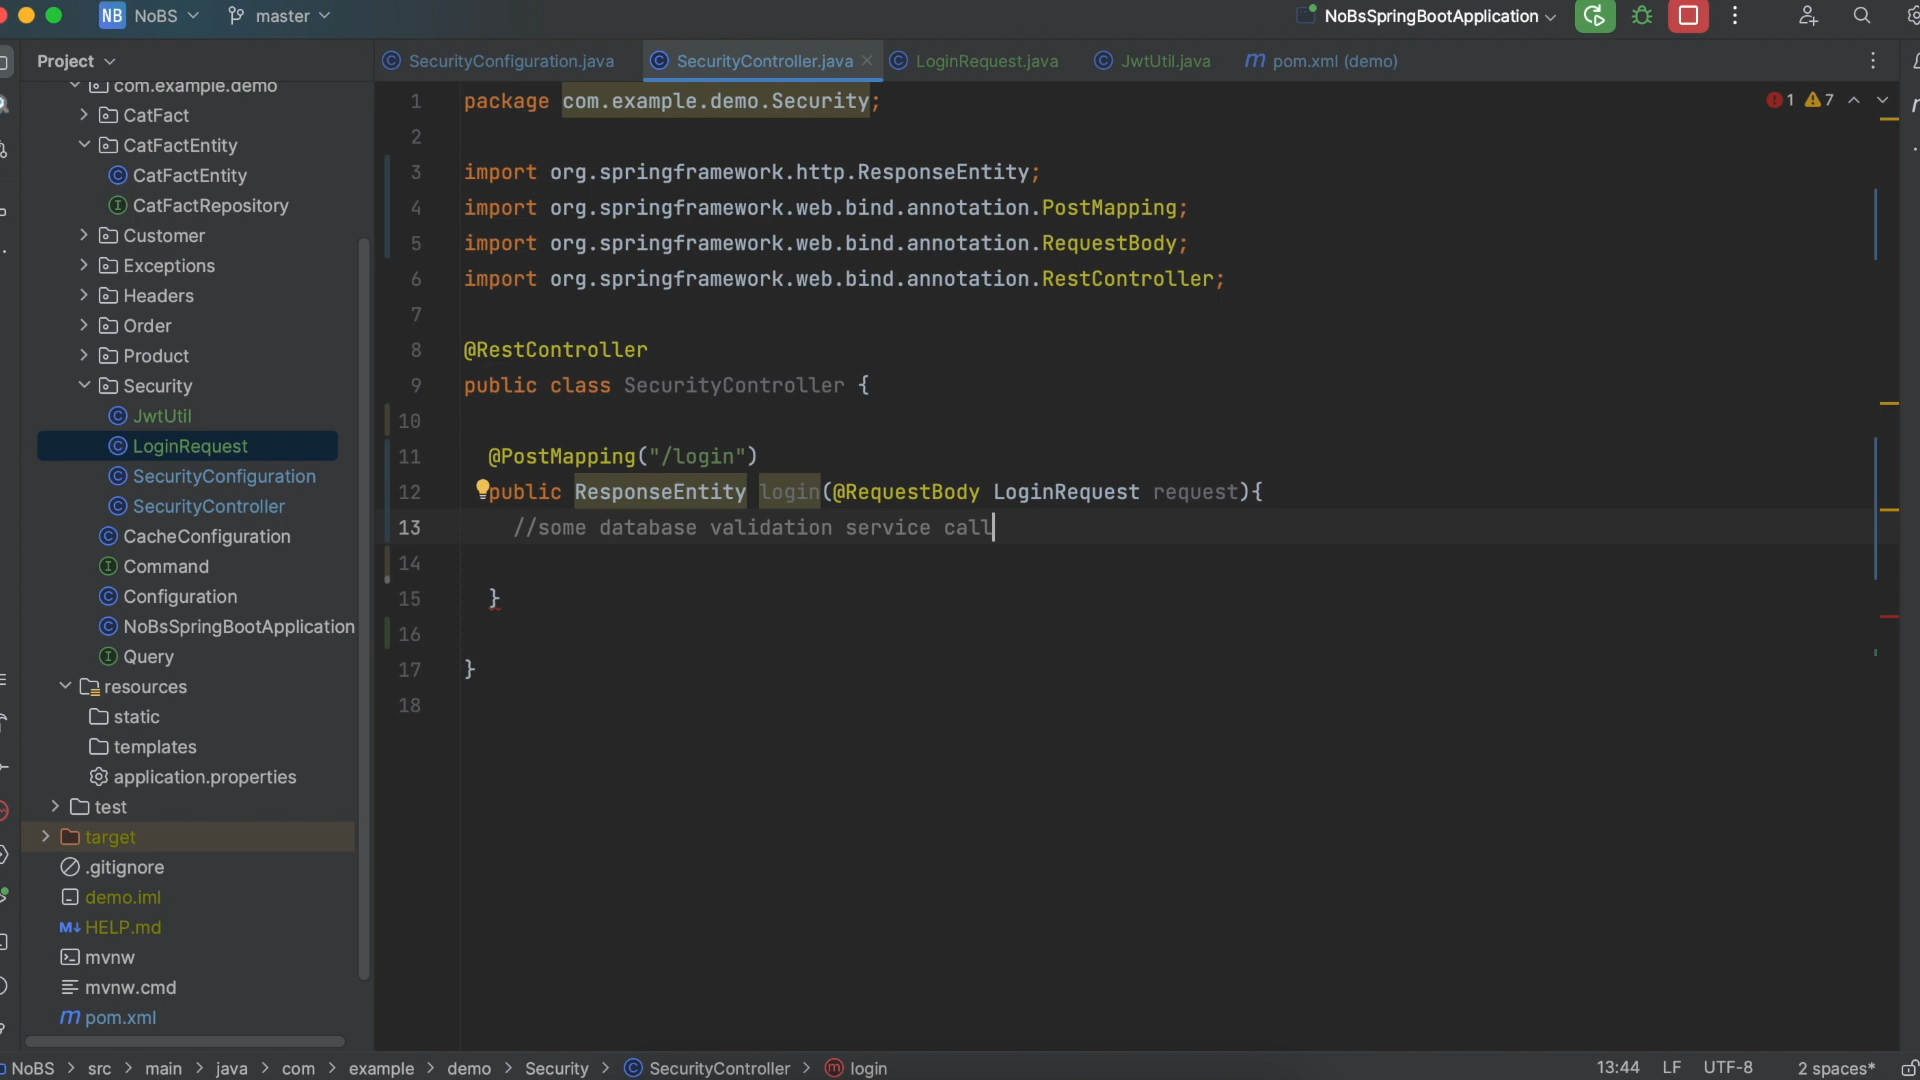 NB NoBS master NoBsSpringBootApplication
Project
SecurityConfiguration.java SecurityController.java LoginRequest.java JwtUtil.java m pom.xml (demo)
com.example.demo
CatFact
CatFactEntity
CatFactEntity
CatFactRepository
Customer
Exceptions
Headers
Order
Product
Security
JwtUtil
LoginRequest
SecurityConfiguration
SecurityController
CacheConfiguration
Command
Configuration
NoBsSpringBootApplication
Query
resources
static
templates
application.properties
test
target
.gitignore
demo.iml
M↓ HELP.md
mvnw
mvnw.cmd
m pom.xml
1 package com.example.demo.Security;
1 7
2
3 import org.springframework.http.ResponseEntity;
4 import org.springframework.web.bind.annotation.PostMapping;
5 import org.springframework.web.bind.annotation.RequestBody;
6 import org.springframework.web.bind.annotation.RestController;
7
8 @RestController
9 public class SecurityController {
10
11 @PostMapping("/login")
12 public ResponseEntity login(@RequestBody LoginRequest request){
13 //some database validation service call
14
15 }
16
17 }
18
NoBS > src > main > java > com > example > demo > Security > SecurityController > login
13:44 LF UTF-8 2 spaces*